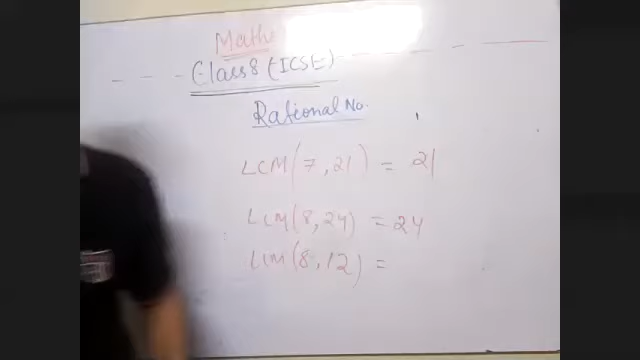 Maths
Class 8 (ICSE)
Rational No.
LCM(7,21) = 21
LCM(8,24) = 24
LCM(8,12) =